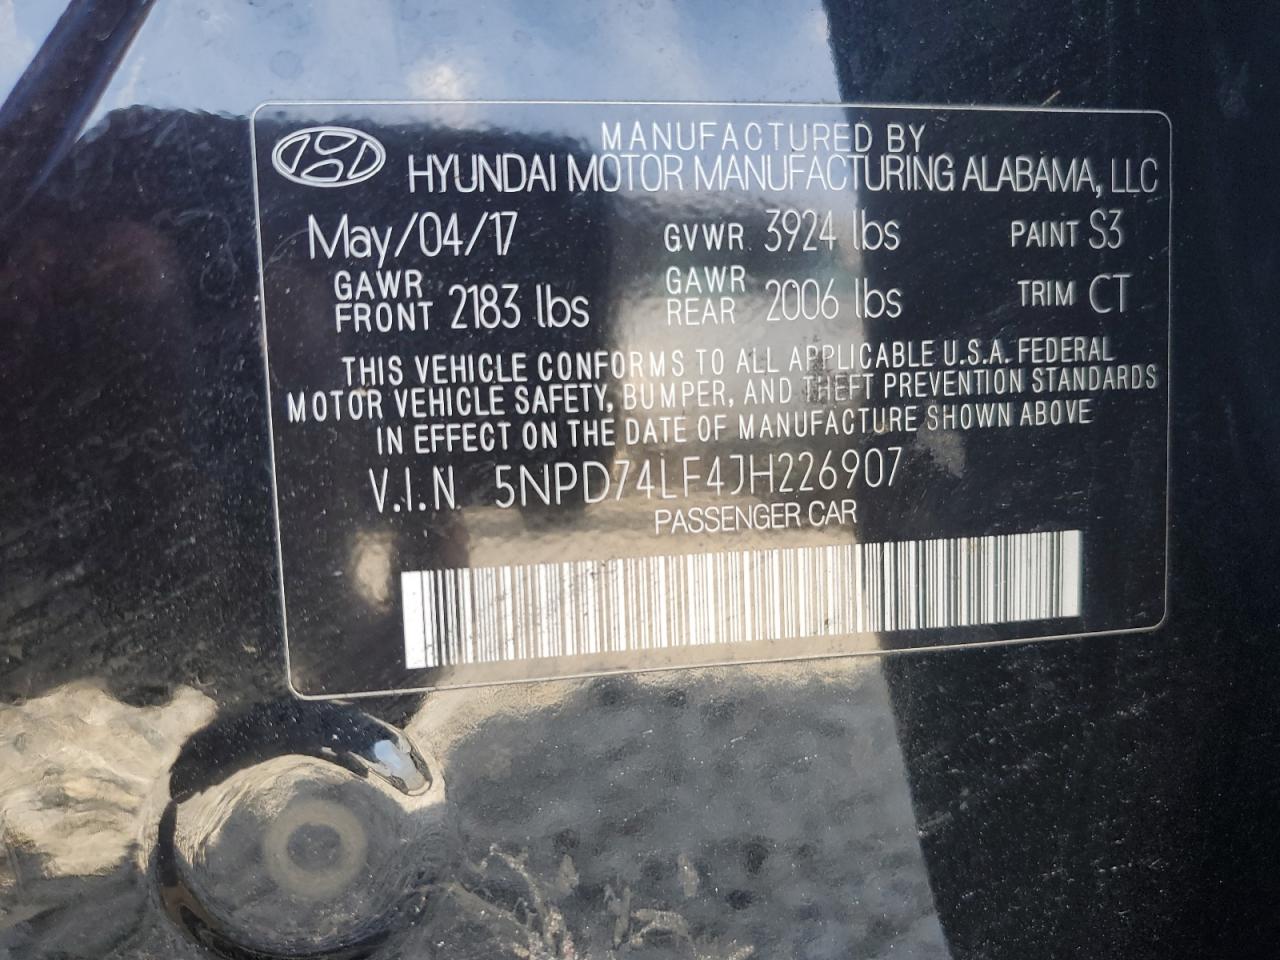 MANUFACTURED BY
HYUNDAI MOTOR MANUFACTURING ALABAMA, LLC
May/04/17 GVWR 3924 lbs PAINT S3
GAWR FRONT 2183 lbs GAWR REAR 2006 lbs TRIM CT
THIS VEHICLE CONFORMS TO ALL APPLICABLE U.S.A. FEDERAL
MOTOR VEHICLE SAFETY, BUMPER, AND THEFT PREVENTION STANDARDS
IN EFFECT ON THE DATE OF MANUFACTURE SHOWN ABOVE
V.I.N. 5NPD74LF4JH226907
PASSENGER CAR